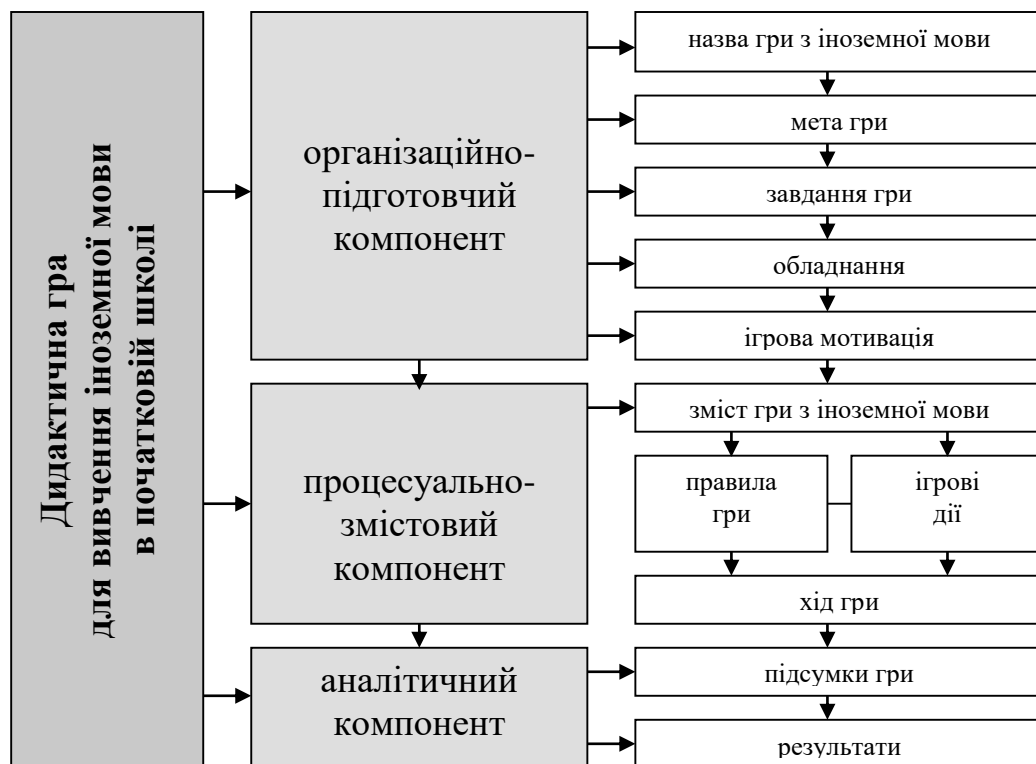 Дидактична гра
для вивчення іноземної мови
в початковій школі
організаційно-
підготовчий
компонент
назва гри з іноземної мови
мета гри
завдання гри
обладнання
ігрова мотивація
процесуально-
змістовий
компонент
зміст гри з іноземної мови
правила
гри
ігрові
дії
хід гри
аналітичний
компонент
підсумки гри
результати